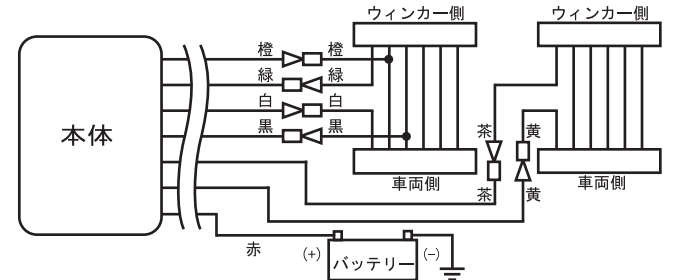 ウィンカー側
ウィンカー側
橙 橙
緑 緑
白 白
黒 黒
本体
茶 黄
車両側
車両側
茶 黄
赤
(+) バッテリー (−)